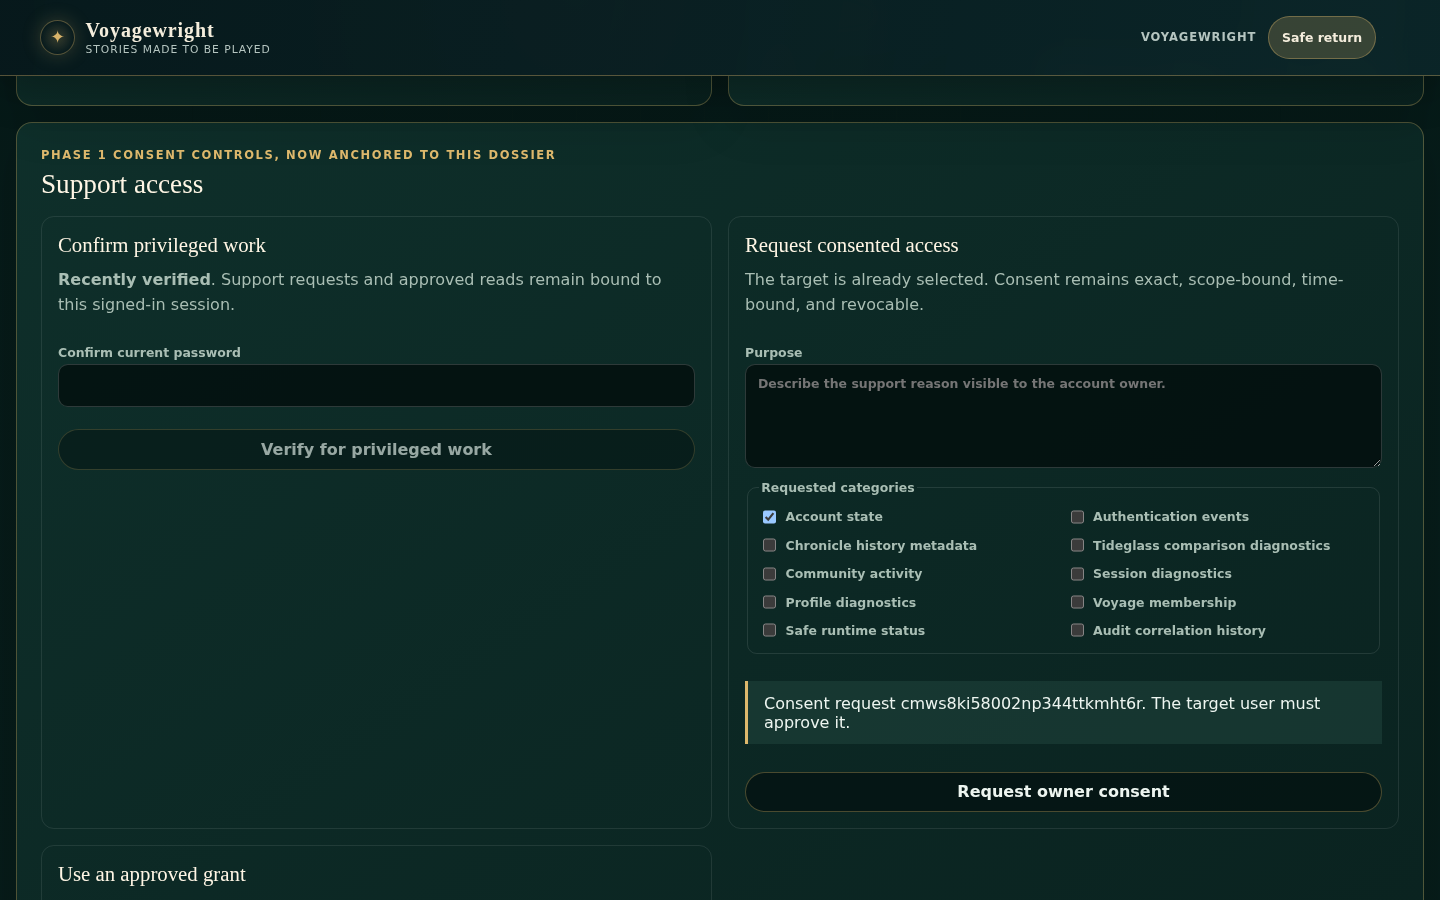 ✦
Voyagewright
STORIES MADE TO BE PLAYED
VOYAGEWRIGHT
Safe return
PHASE 1 CONSENT CONTROLS, NOW ANCHORED TO THIS DOSSIER
Support access
Confirm privileged work
Recently verified. Support requests and approved reads remain bound to
this signed-in session.
Confirm current password
Verify for privileged work
Request consented access
The target is already selected. Consent remains exact, scope-bound, time-
bound, and revocable.
Purpose
Describe the support reason visible to the account owner.
Requested categories
Account state
Authentication events
Chronicle history metadata
Tideglass comparison diagnostics
Community activity
Session diagnostics
Profile diagnostics
Voyage membership
Safe runtime status
Audit correlation history
Consent request cmws8ki58002np344ttkmht6r. The target user must
approve it.
Request owner consent
Use an approved grant